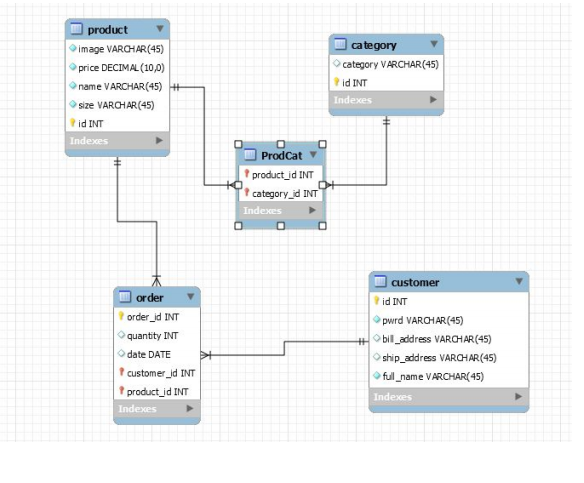 product
image VARCHAR(45)
price DECIMAL(10,0)
name VARCHAR(45)
size VARCHAR(45)
id INT
Indexes
category
category VARCHAR(45)
id INT
Indexes
ProdCat
product_id INT
category_id INT
Indexes
order
order_id INT
quantity INT
date DATE
customer_id INT
product_id INT
Indexes
customer
id INT
pwrd VARCHAR(45)
bill_address VARCHAR(45)
ship_address VARCHAR(45)
full_name VARCHAR(45)
Indexes